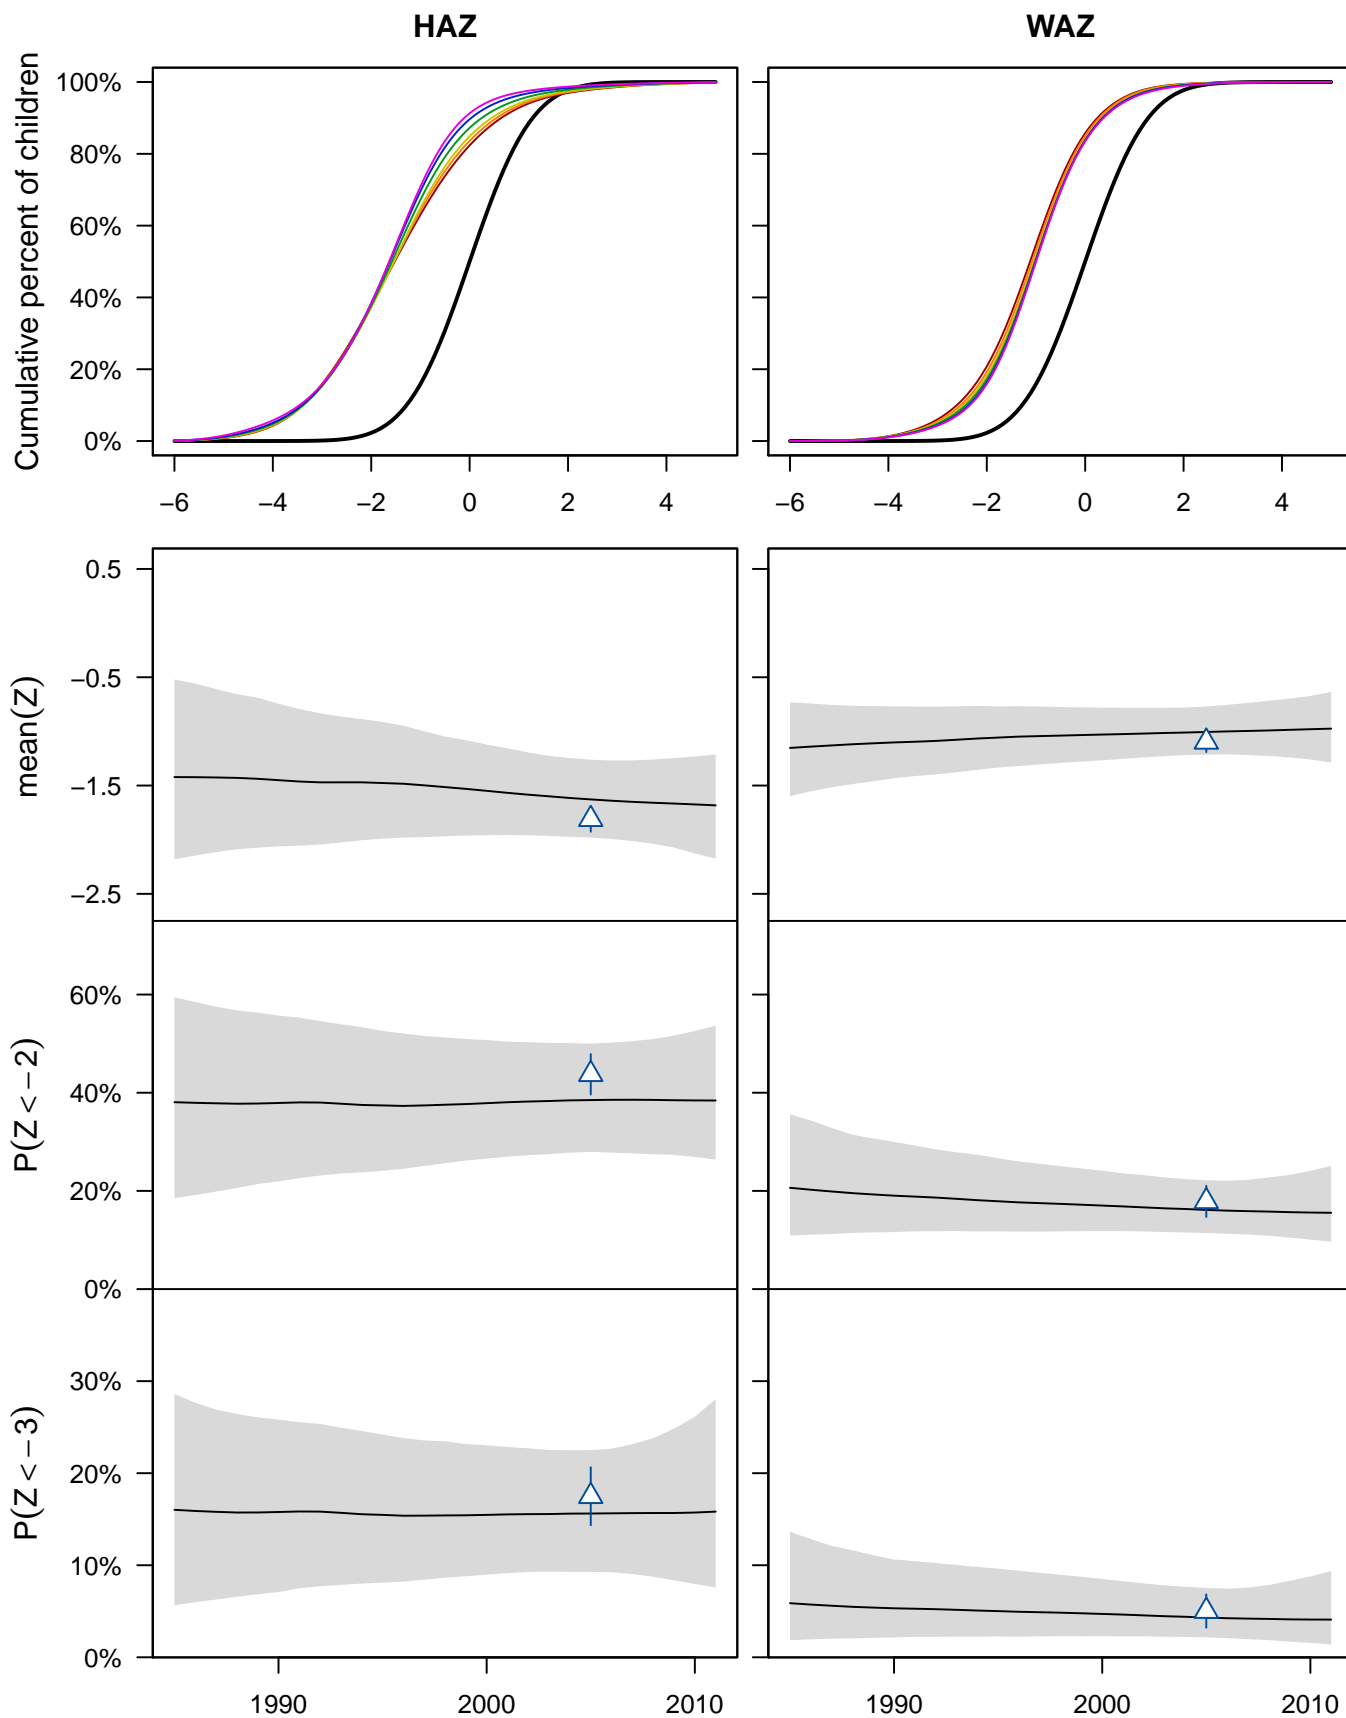 HAZ
WAZ
Cumulative percent of children
100%
80%
60%
40%
20%
0%
−6 −4 −2 0 2 4
−6 −4 −2 0 2 4
mean(Z)
0.5
−0.5
−1.5
−2.5
P(Z < −2)
60%
40%
20%
0%
P(Z < −3)
30%
20%
10%
0%
1990 2000 2010
1990 2000 2010